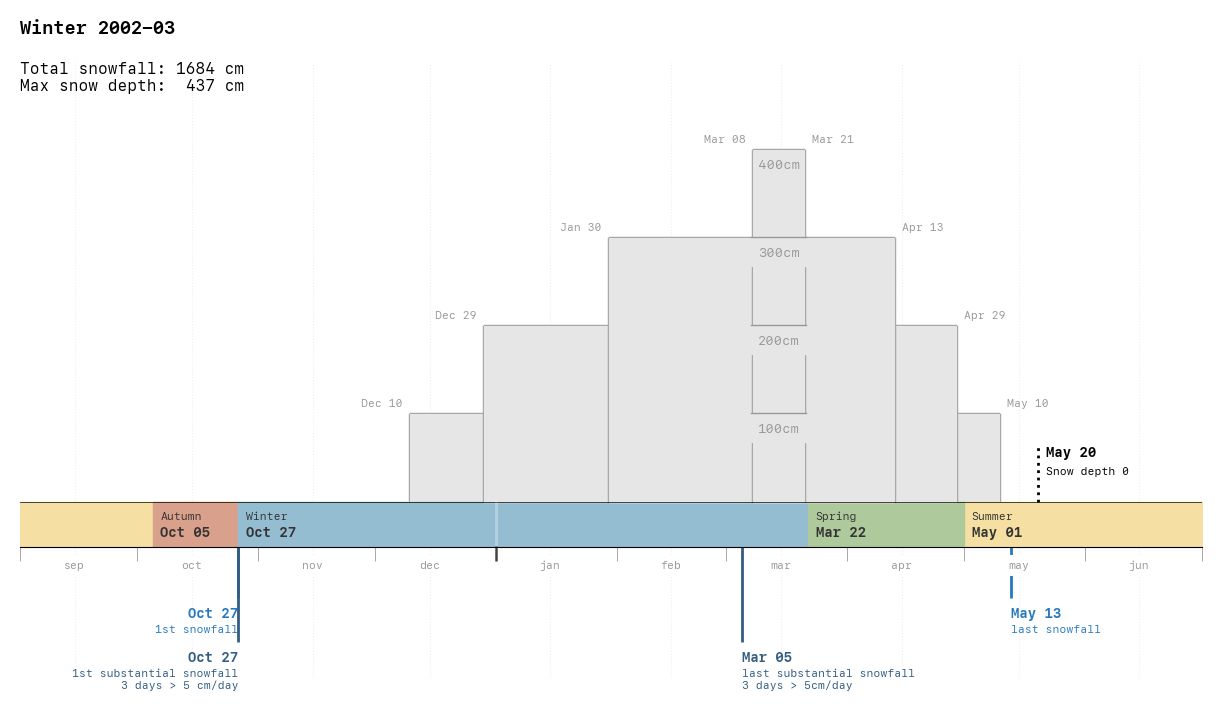 Winter 2002–03
Total snowfall: 1684 cm
Max snow depth:  437 cm
Mar 08
Mar 21
400cm
Jan 30
Apr 13
300cm
Dec 29
Apr 29
200cm
Dec 10
May 10
100cm
May 20
Snow depth 0
Autumn
Oct 05
Winter
Oct 27
Spring
Mar 22
Summer
May 01
sep oct nov dec jan feb mar apr may jun
Oct 27
1st snowfall
May 13
last snowfall
Oct 27
1st substantial snowfall
3 days > 5 cm/day
Mar 05
last substantial snowfall
3 days > 5cm/day